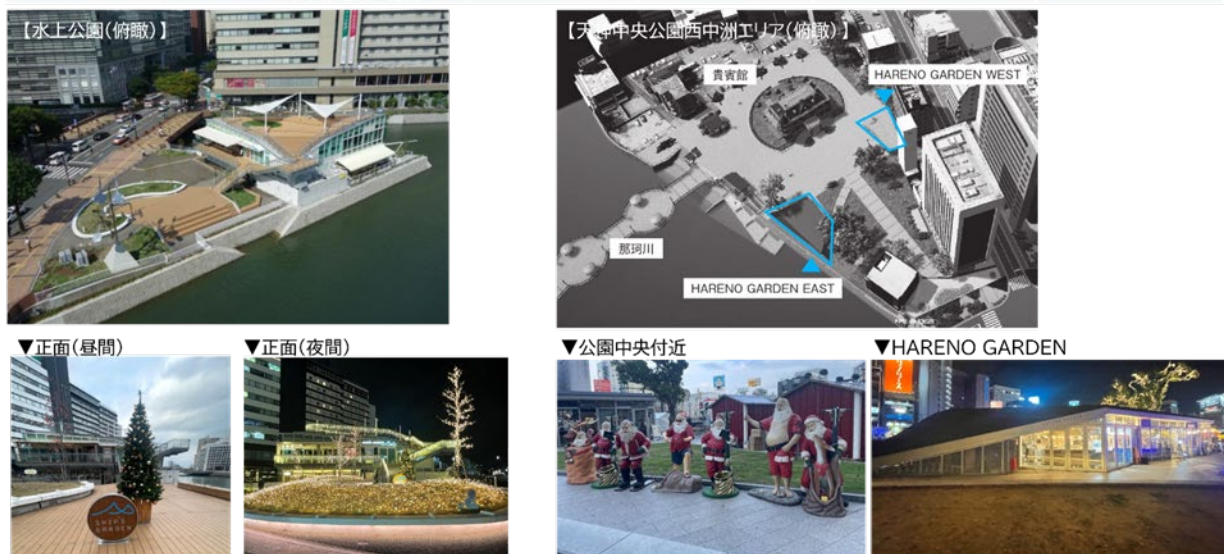 【水上公園(俯瞰)】
【天神中央公園西中洲エリア(俯瞰)】
貴賓館
HARENO GARDEN WEST
那珂川
HARENO GARDEN EAST
▼正面(昼間)
▼正面(夜間)
▼公園中央付近
▼HARENO GARDEN
SHIP'S
GARDEN